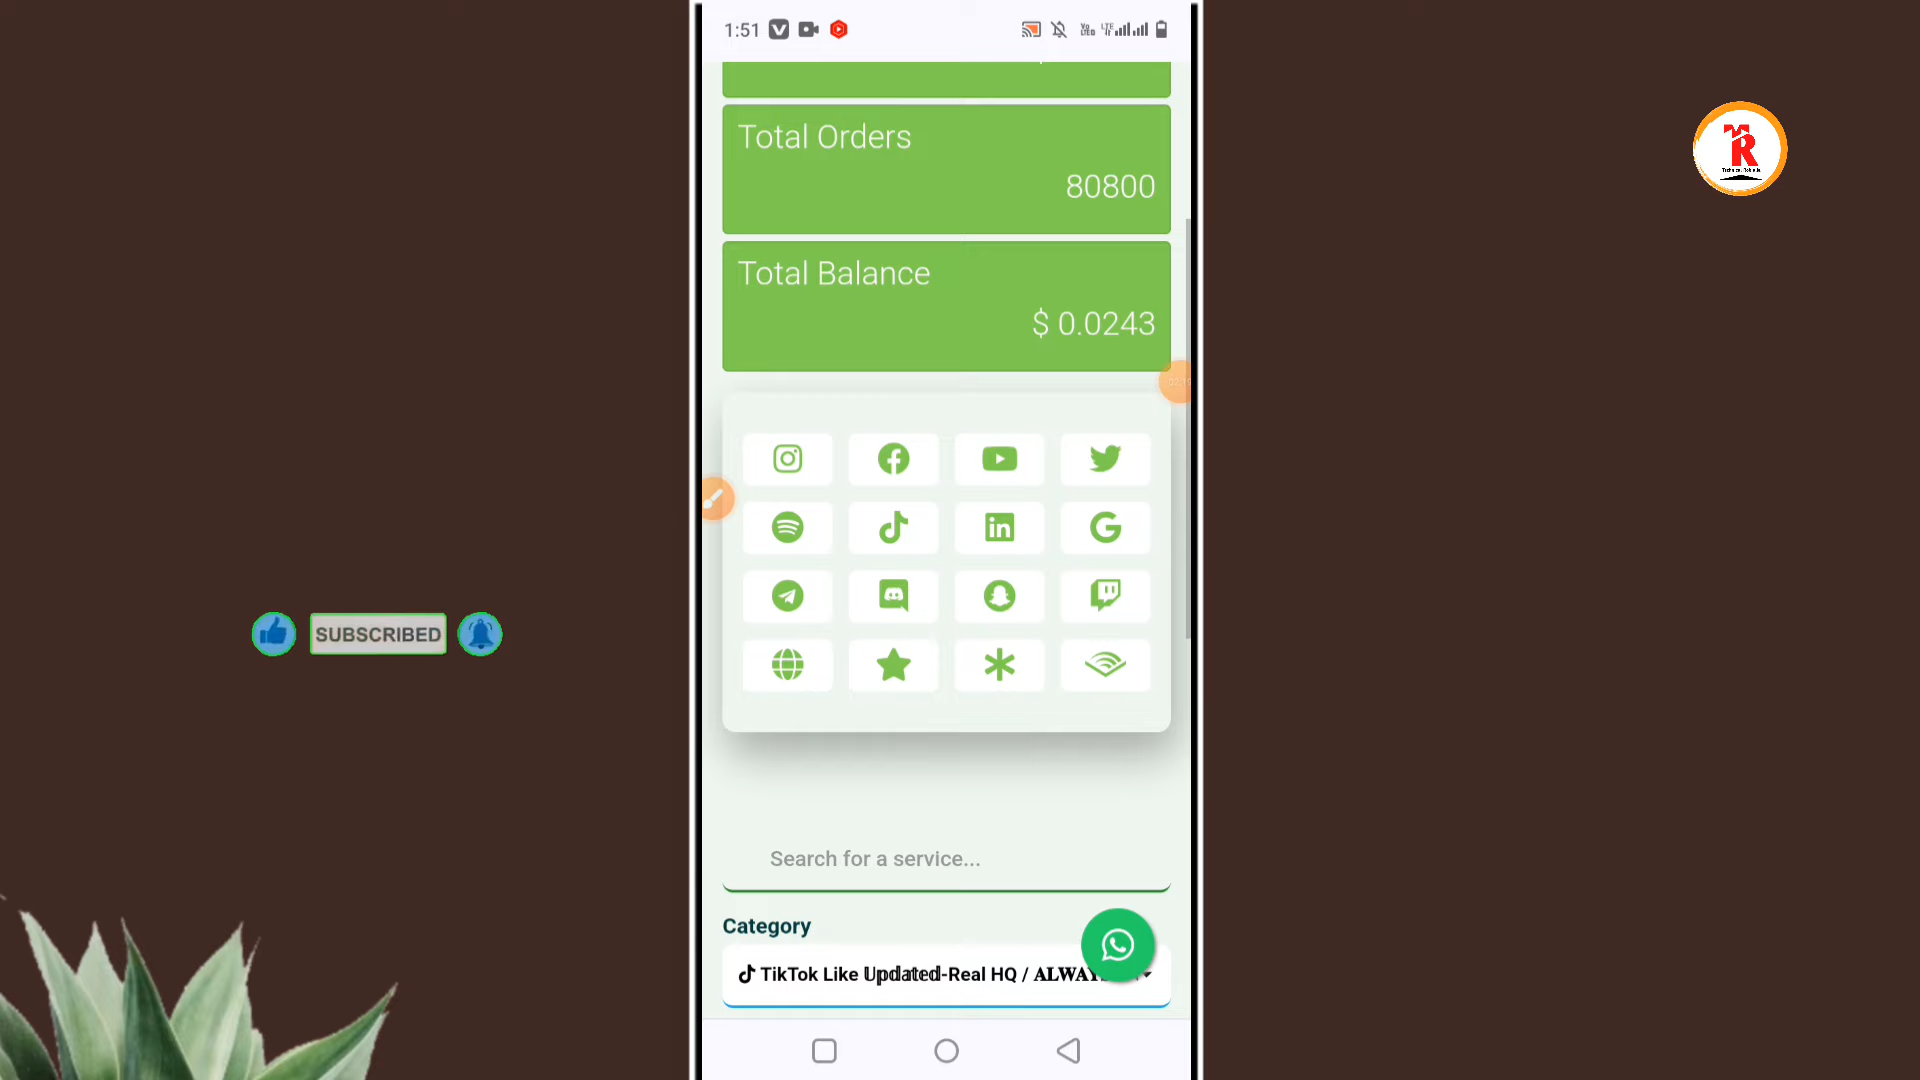 1:51
Total Orders
80800
Total Balance
$ 0.0243
SUBSCRIBED
Search for a service...
Category
TikTok Like Updated-Real HQ /